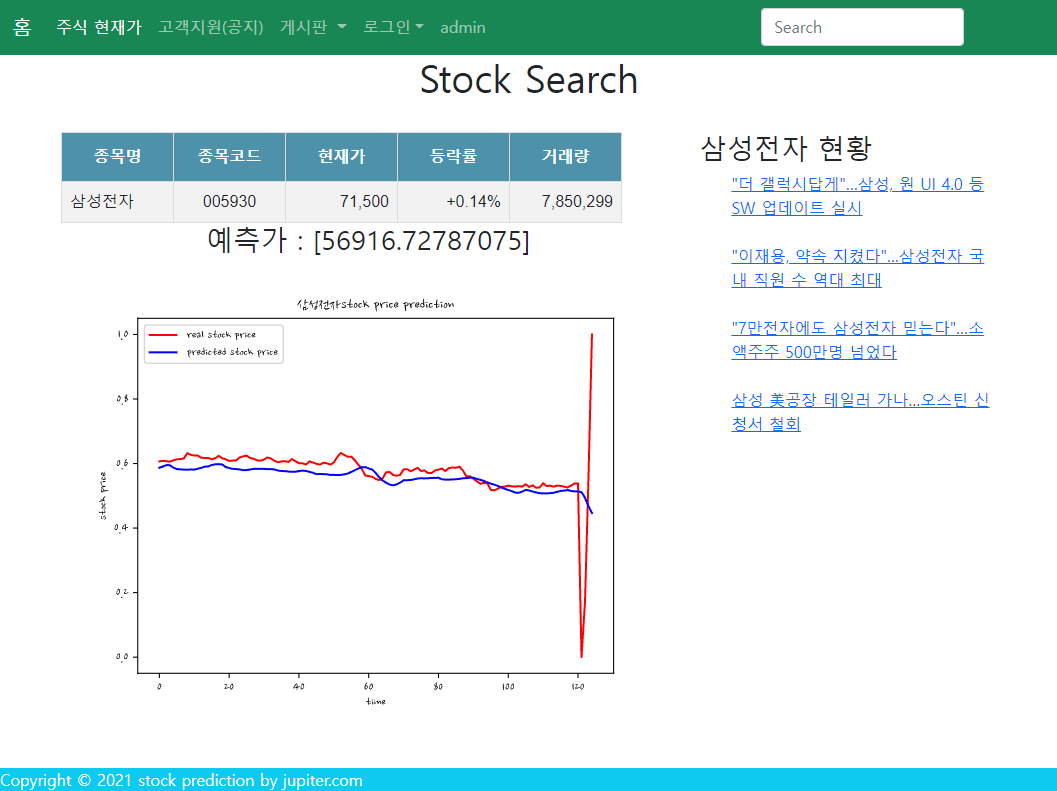 홈 주식 현재가 고객지원(공지) 게시판 로그인 admin Search
Stock Search
종목명 종목코드 현재가 등락률 거래량
삼성전자 005930 71,500 +0.14% 7,850,299
예측가 : [56916.72787075]
삼성전자stock price prediction
real stock price
predicted stock price
1.0
0.8
0.6
0.4
0.2
0.0
stock price
0 20 40 60 80 100 120
time
삼성전자 현황
"더 갤럭시답게"...삼성, 원 UI 4.0 등
SW 업데이트 실시
"이재용, 약속 지켰다"...삼성전자 국
내 직원 수 역대 최대
"7만전자에도 삼성전자 믿는다"...소
액주주 500만명 넘었다
삼성 美공장 테일러 가나...오스틴 신
청서 철회
Copyright © 2021 stock prediction by jupiter.com